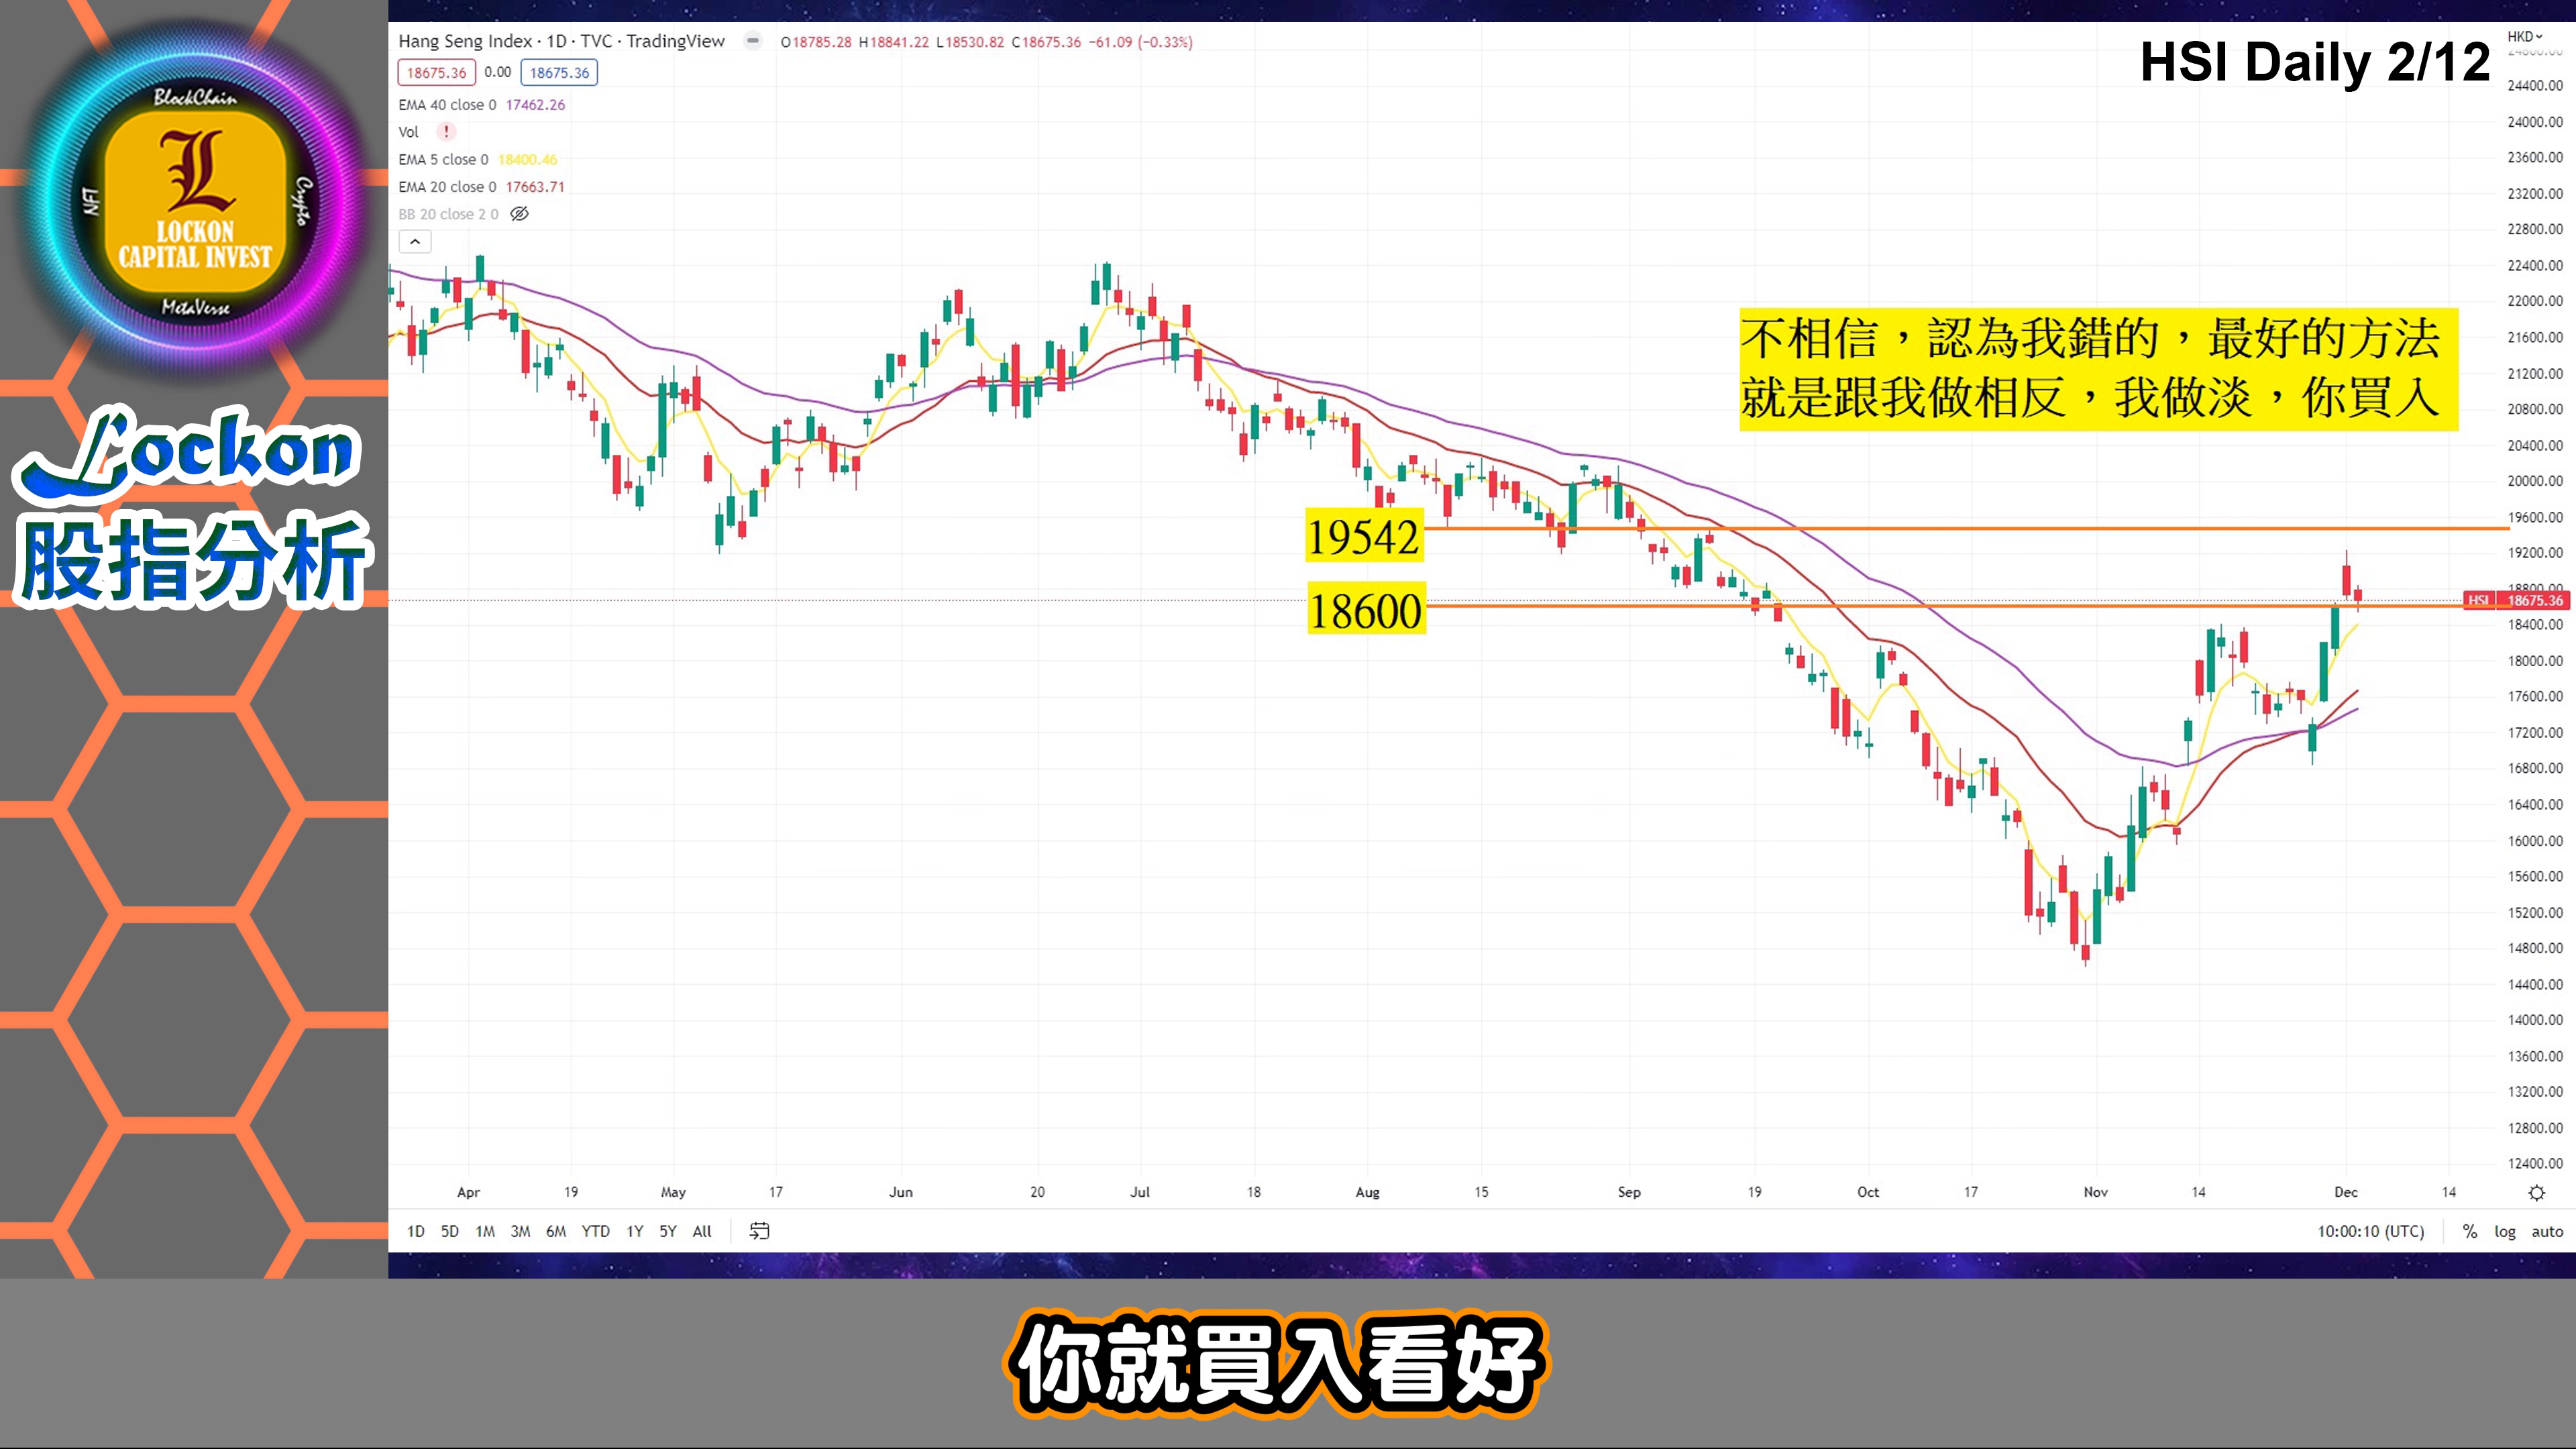 BlockChain
NFT
Crypto
L
LOCKON
CAPITAL INVEST
MetaVerse
Lockon
股指分析
Hang Seng Index · 1D · TVC · TradingView
O18785.28 H18841.22 L18530.82 C18675.36 −61.09 (−0.33%)
18675.36 0.00 18675.36
EMA 40 close 0 17462.26
Vol !
EMA 5 close 0 18400.46
EMA 20 close 0 17663.71
BB 20 close 2 0
HSI Daily 2/12
HKD
不相信，認為我錯的，最好的方法
就是跟我做相反，我做淡，你買入
19542
18600
24400.00
24000.00
23600.00
23200.00
22800.00
22400.00
22000.00
21600.00
21200.00
20800.00
20400.00
20000.00
19600.00
19200.00
18800.00
HSI 18675.36
18400.00
18000.00
17600.00
17200.00
16800.00
16400.00
16000.00
15600.00
15200.00
14800.00
14400.00
14000.00
13600.00
13200.00
12800.00
12400.00
Apr 19 May 17 Jun 20 Jul 18 Aug 15 Sep 19 Oct 17 Nov 14 Dec 14
1D 5D 1M 3M 6M YTD 1Y 5Y All
10:00:10 (UTC) % log auto
你就買入看好